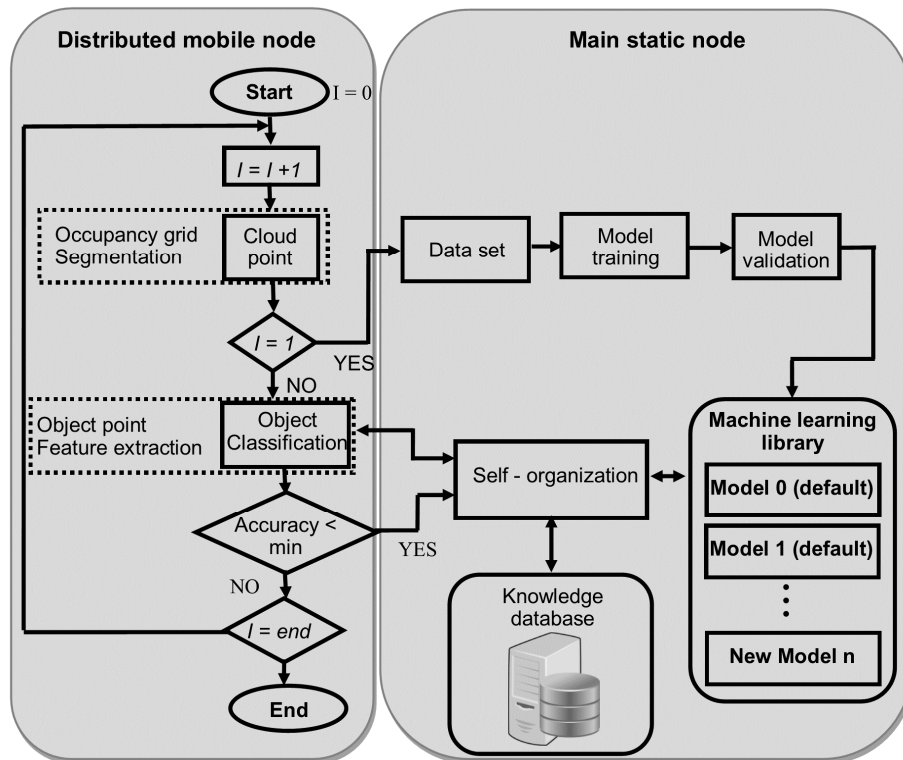 Distributed mobile node
Start
I = 0
I = I +1
Occupancy grid
Segmentation
Cloud
point
I = 1
YES
NO
Object point
Feature extraction
Object
Classification
Accuracy <
min
YES
NO
I = end
End
Main static node
Data set
Model
training
Model
validation
Self - organization
Knowledge
database
Machine learning
library
Model 0 (default)
Model 1 (default)
New Model n